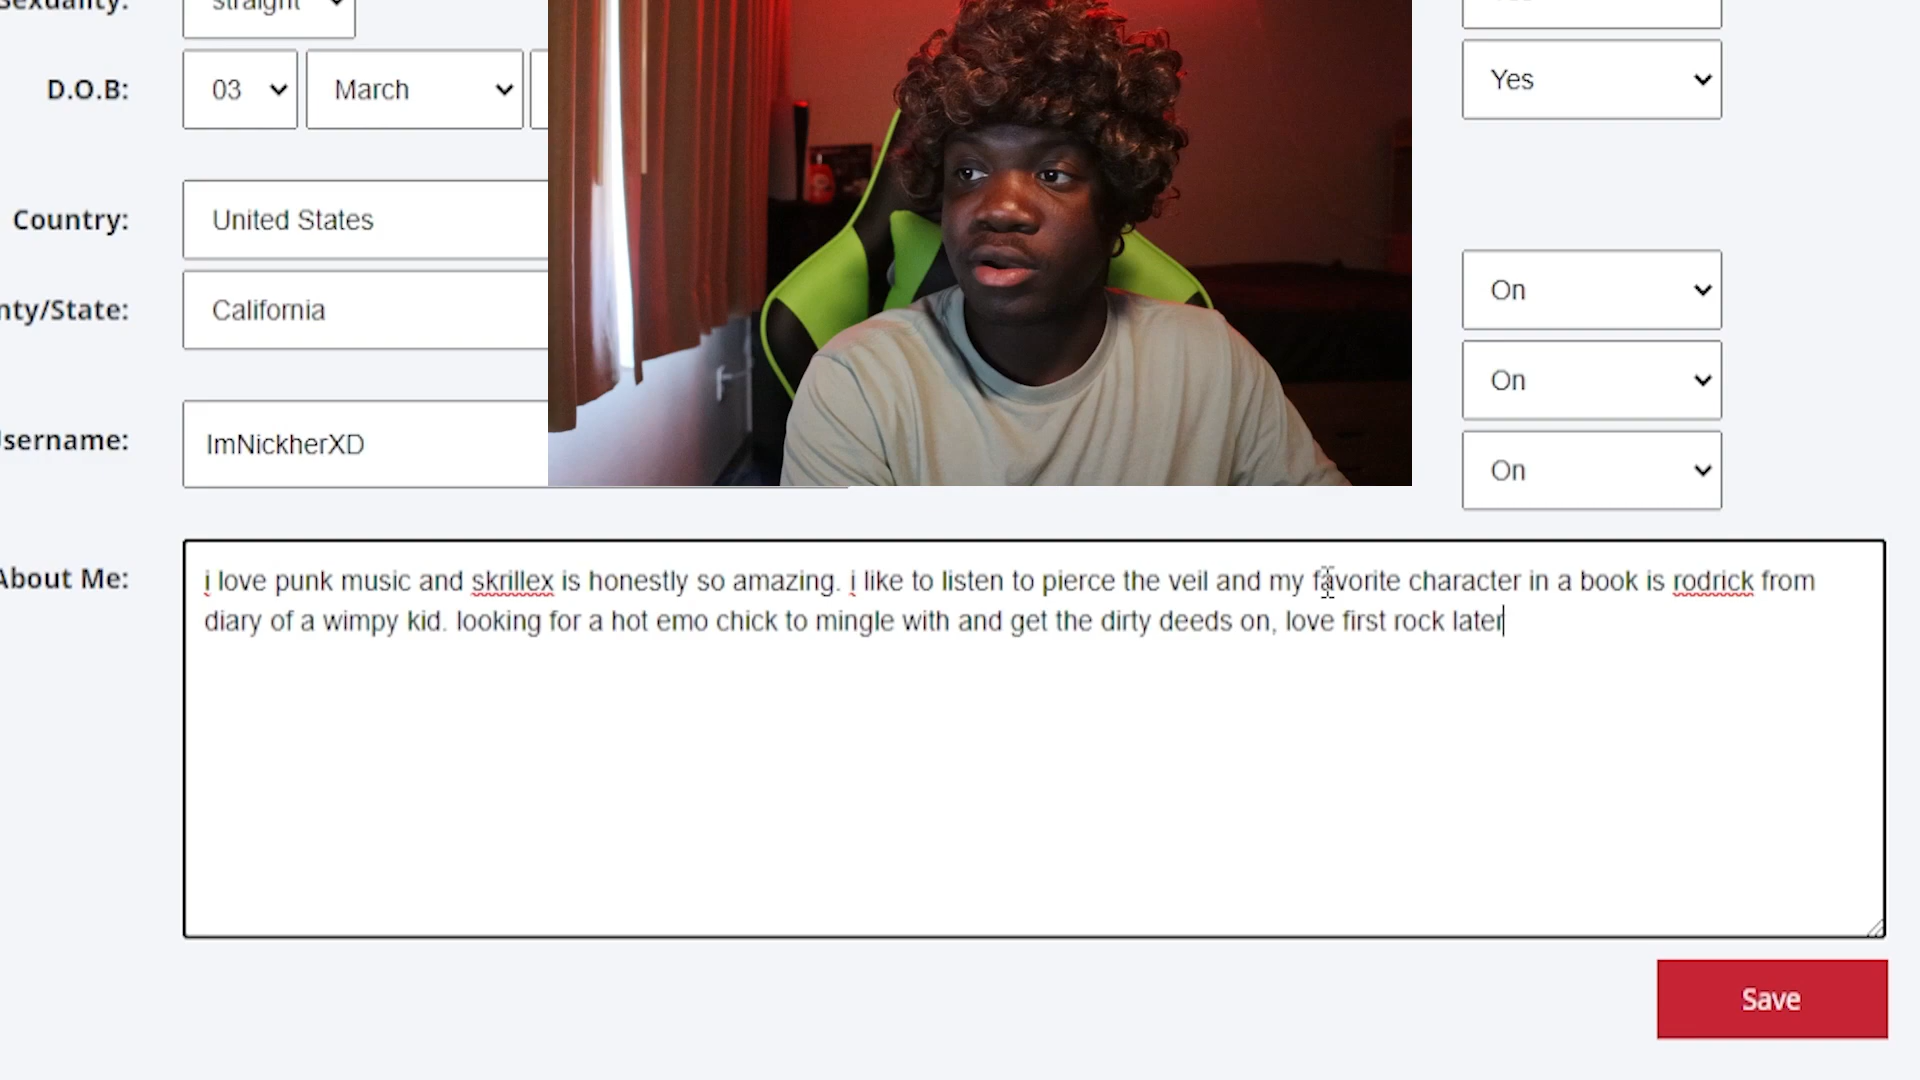 straight
D.O.B: 03 March
Yes
Country: United States
On
nty/State: California
On
Username: ImNickherXD
On
About Me: i love punk music and skrillex is honestly so amazing. i like to listen to pierce the veil and my favorite character in a book is rodrick from
diary of a wimpy kid. looking for a hot emo chick to mingle with and get the dirty deeds on, love first rock later
Save